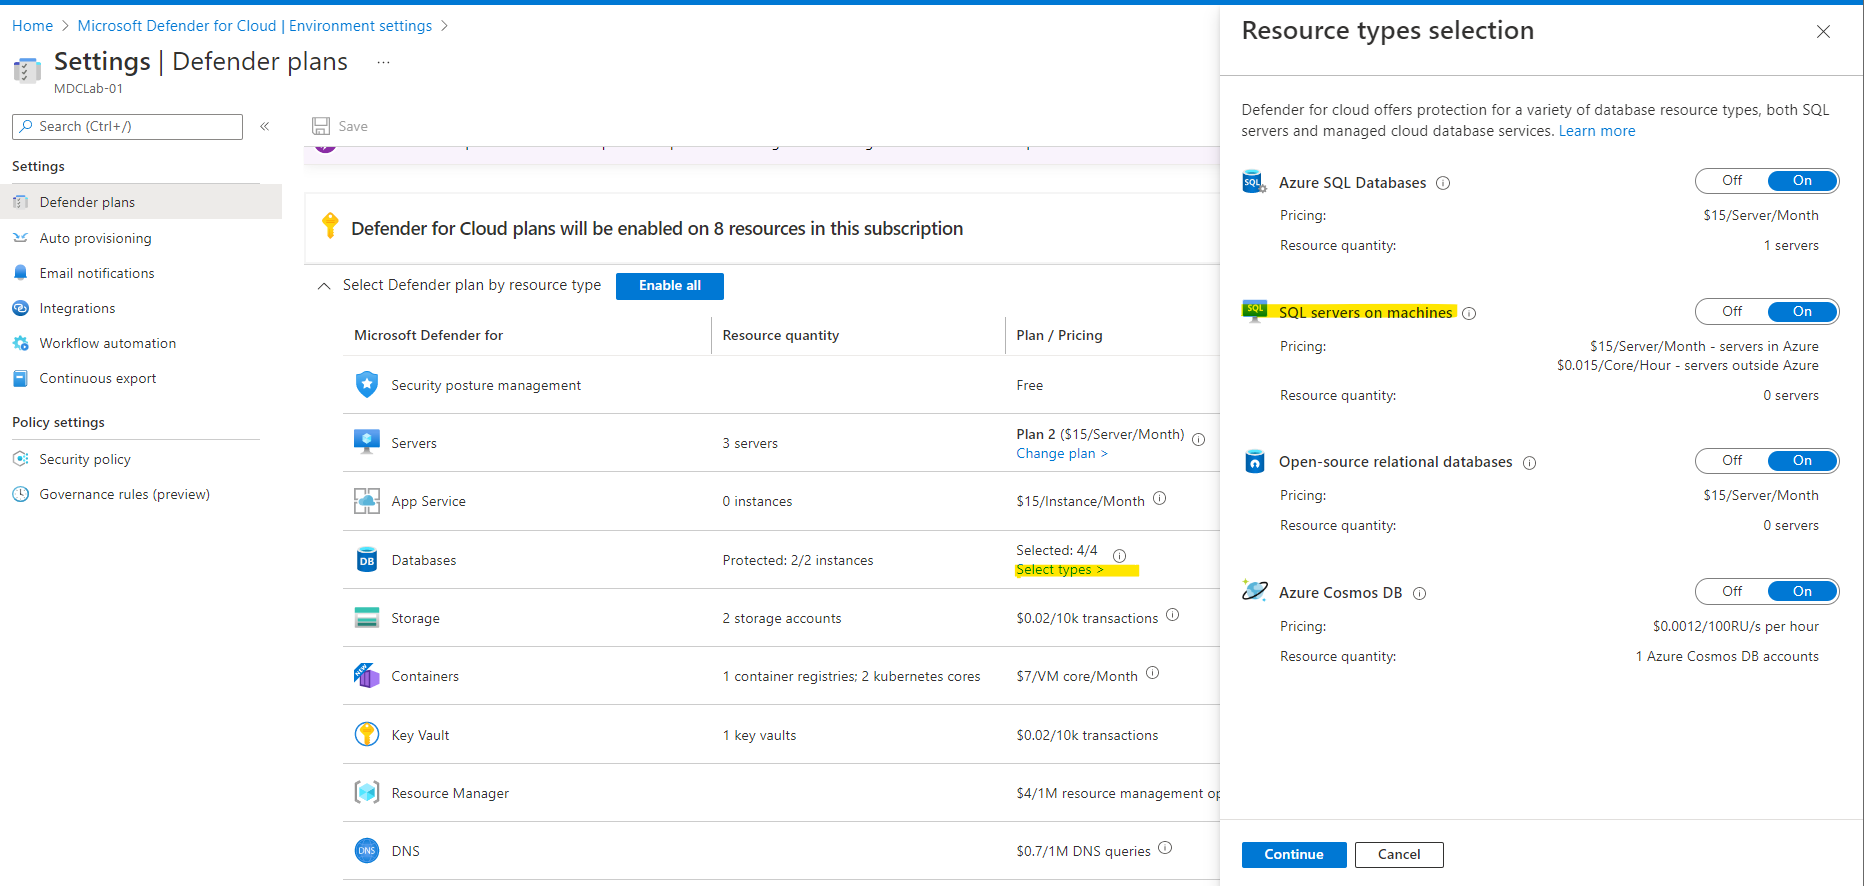 Home > Microsoft Defender for Cloud | Environment settings >
Settings | Defender plans ...
MDCLab-01
Search (Ctrl+/)
«
Settings
Defender plans
Auto provisioning
Email notifications
Integrations
Workflow automation
Continuous export
Policy settings
Security policy
Governance rules (preview)
Save
Defender for Cloud plans will be enabled on 8 resources in this subscription
Select Defender plan by resource type Enable all
Microsoft Defender for Resource quantity Plan / Pricing
Security posture management Free
Servers 3 servers Plan 2 ($15/Server/Month)
Change plan >
App Service 0 instances $15/Instance/Month
Databases Protected: 2/2 instances Selected: 4/4
DB
Select types >
Storage 2 storage accounts $0.02/10k transactions
Containers 1 container registries; 2 kubernetes cores $7/VM core/Month
NEW
Key Vault 1 key vaults $0.02/10k transactions
Resource Manager $4/1M resource management op
DNS DNS $0.7/1M DNS queries
Resource types selection
Defender for cloud offers protection for a variety of database resource types, both SQL
servers and managed cloud database services. Learn more
SQL Azure SQL Databases Off On
Pricing: $15/Server/Month
Resource quantity: 1 servers
SQL SQL servers on machines Off On
Pricing: $15/Server/Month - servers in Azure
$0.015/Core/Hour - servers outside Azure
Resource quantity: 0 servers
Open-source relational databases Off On
Pricing: $15/Server/Month
Resource quantity: 0 servers
Azure Cosmos DB Off On
Pricing: $0.0012/100RU/s per hour
Resource quantity: 1 Azure Cosmos DB accounts
Continue Cancel